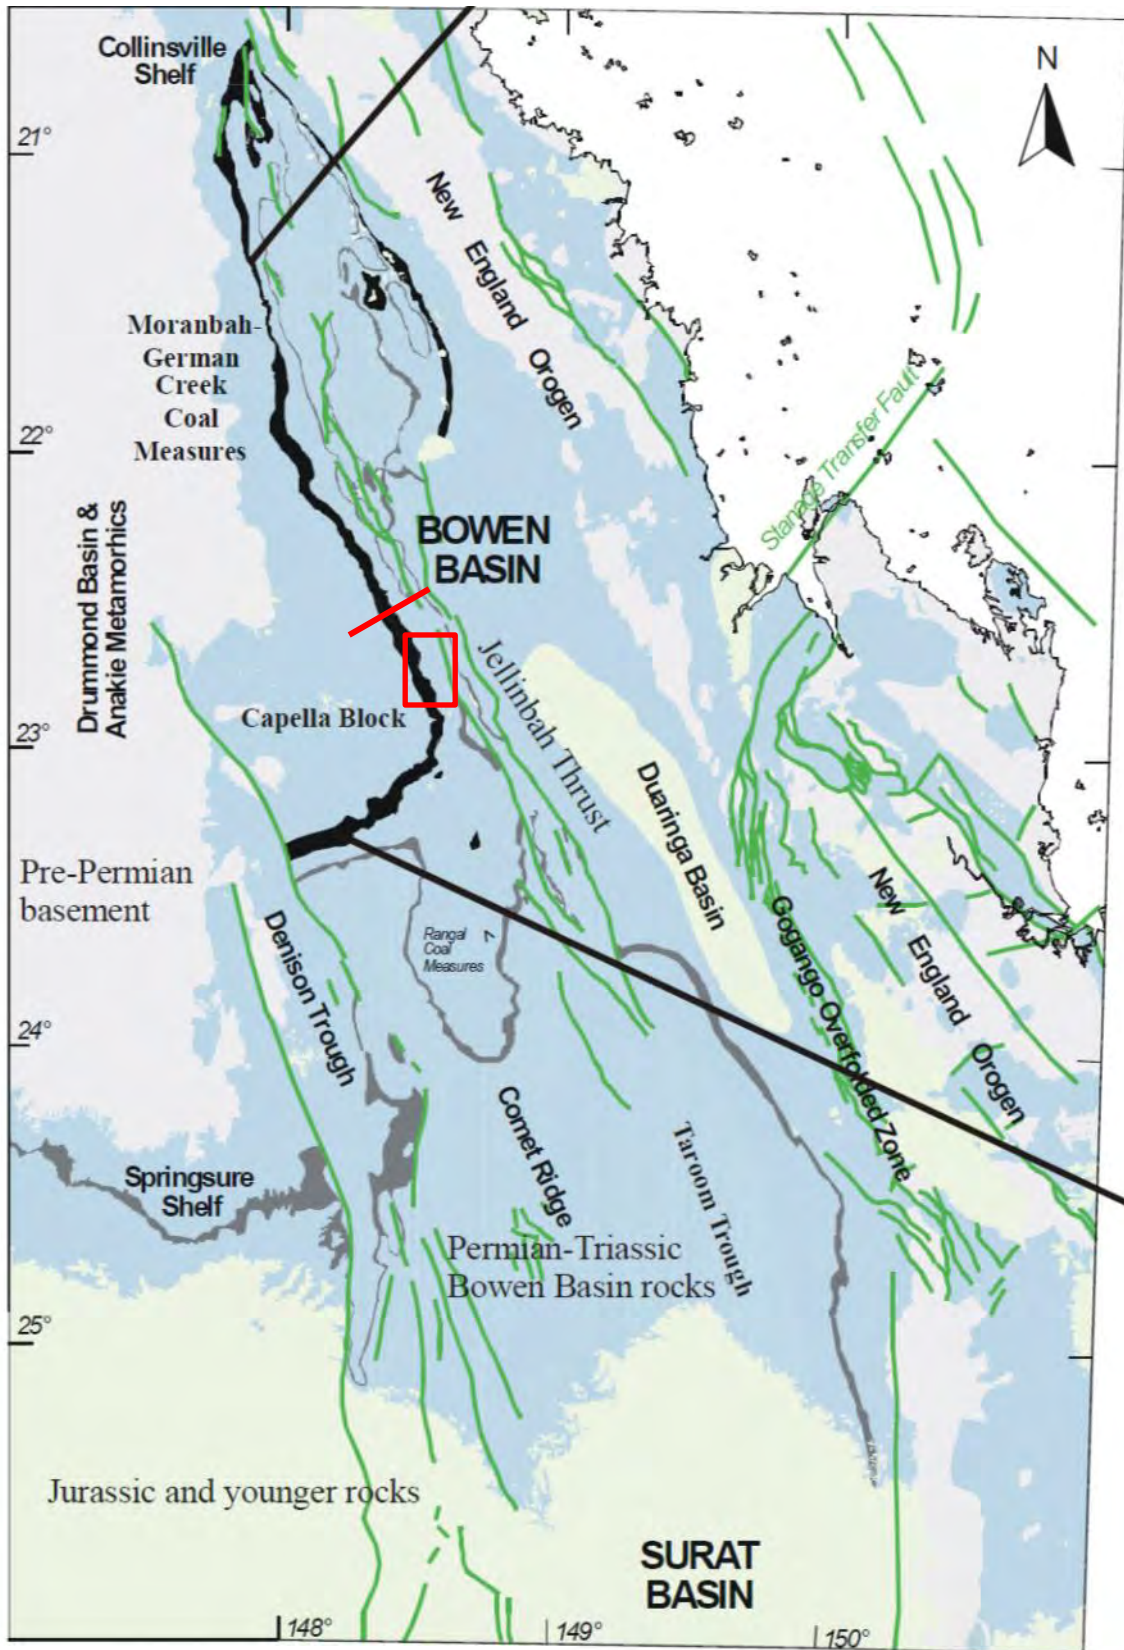 Collinsville
Shelf
N
21°
New England Orogen
Moranbah-
German
Creek
Coal
Measures
Stanage Transfer Fault
22°
Drummond Basin &
Anakie Metamorhics
BOWEN
BASIN
Jellinbah Thrust
Capella Block
23°
Duaringa Basin
Pre-Permian
basement
Denison Trough
Rangal
Coal
Measures
Gogango Overfolded Zone
New England Orogen
24°
Comet Ridge
Taroom Trough
Springsure
Shelf
Permian-Triassic
Bowen Basin rocks
25°
Jurassic and younger rocks
SURAT
BASIN
148°
149°
150°